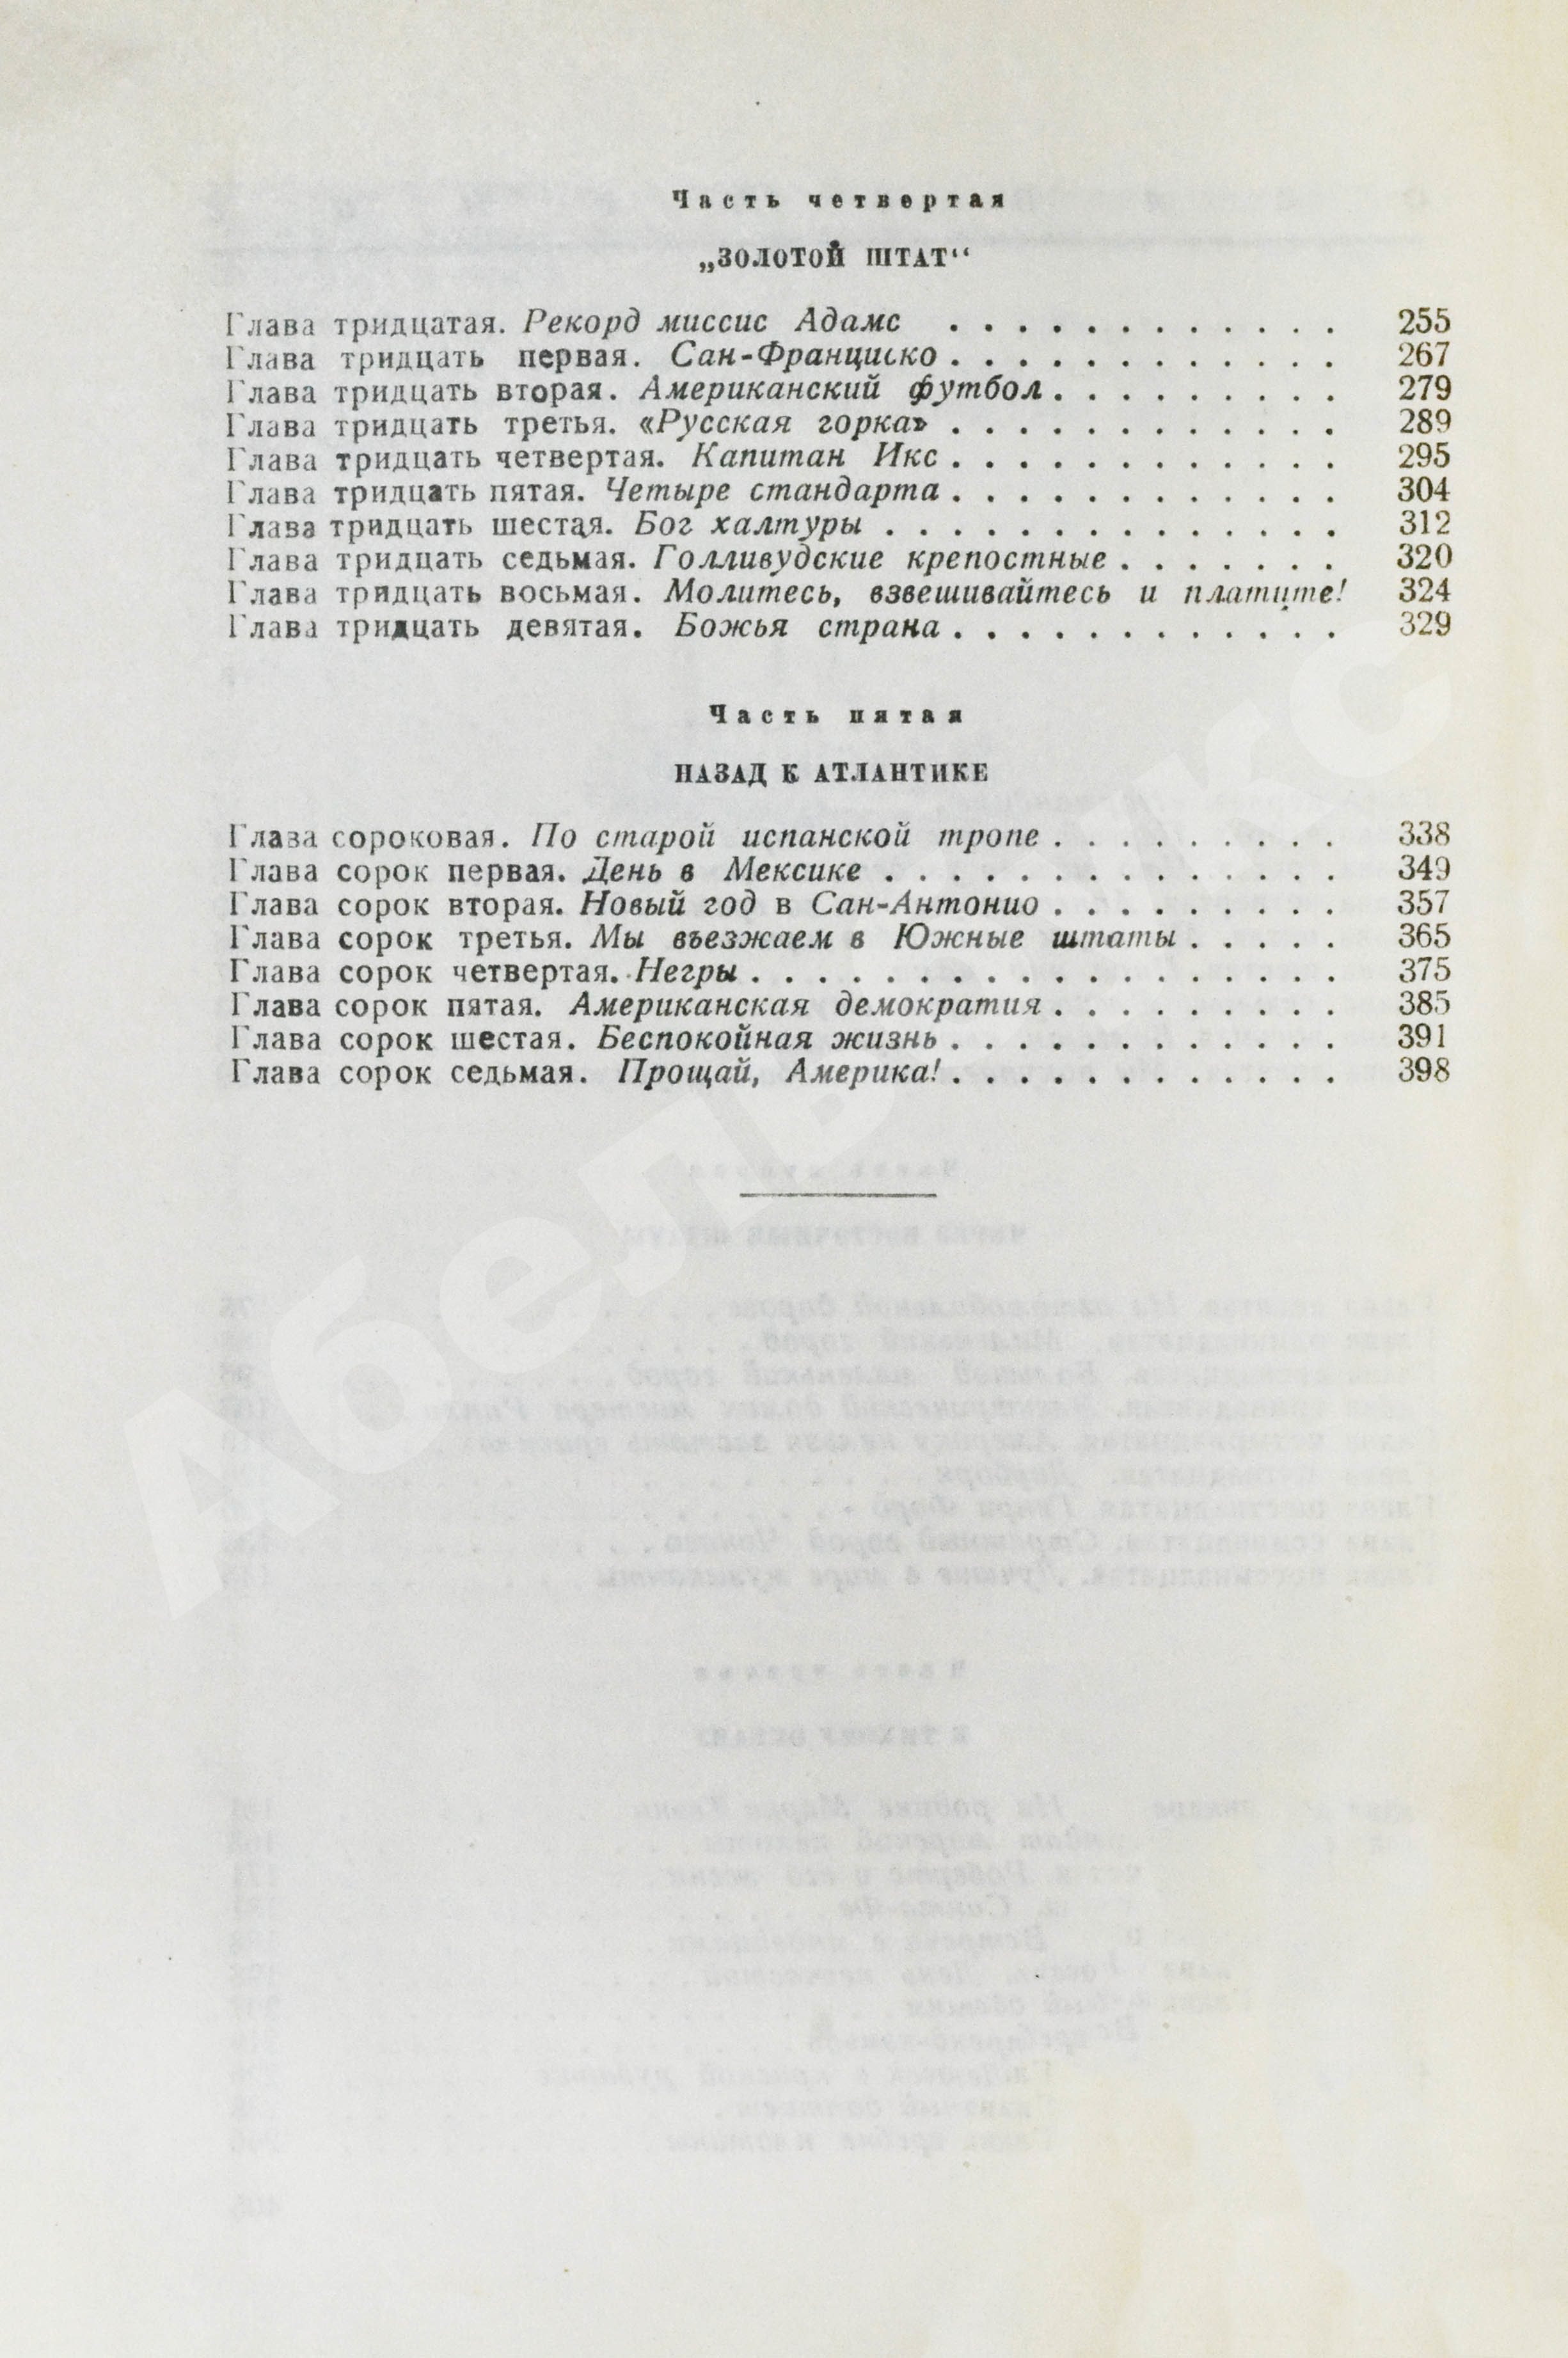 Часть четвертая
„ЗОЛОТОЙ ШТАТ“
Глава тридцатая. Рекорд миссис Адамс . . . . . . . . . . . . 255
Глава тридцать первая. Сан-Франциско . . . . . . . . . . . . 267
Глава тридцать вторая. Американский футбол . . . . . . . . . 279
Глава тридцать третья. «Русская горка» . . . . . . . . . . . . 289
Глава тридцать четвертая. Капитан Икс . . . . . . . . . . . . 295
Глава тридцать пятая. Четыре стандарта . . . . . . . . . . . . 304
Глава тридцать шестая. Бог халтуры . . . . . . . . . . . . . . 312
Глава тридцать седьмая. Голливудские крепостные . . . . . . . 320
Глава тридцать восьмая. Молитесь, взвешивайтесь и платите! 324
Глава тридцать девятая. Божья страна . . . . . . . . . . . . 329
Часть пятая
НАЗАД К АТЛАНТИКЕ
Глава сороковая. По старой испанской тропе . . . . . . . . . 338
Глава сорок первая. День в Мексике . . . . . . . . . . . . . . 349
Глава сорок вторая. Новый год в Сан-Антонио . . . . . . . . . 357
Глава сорок третья. Мы въезжаем в Южные штаты . . . . . 365
Глава сорок четвертая. Негры . . . . . . . . . . . . . . . . . . 375
Глава сорок пятая. Американская демократия . . . . . . . . . 385
Глава сорок шестая. Беспокойная жизнь . . . . . . . . . . . . 391
Глава сорок седьмая. Прощай, Америка! . . . . . . . . . . . . 398